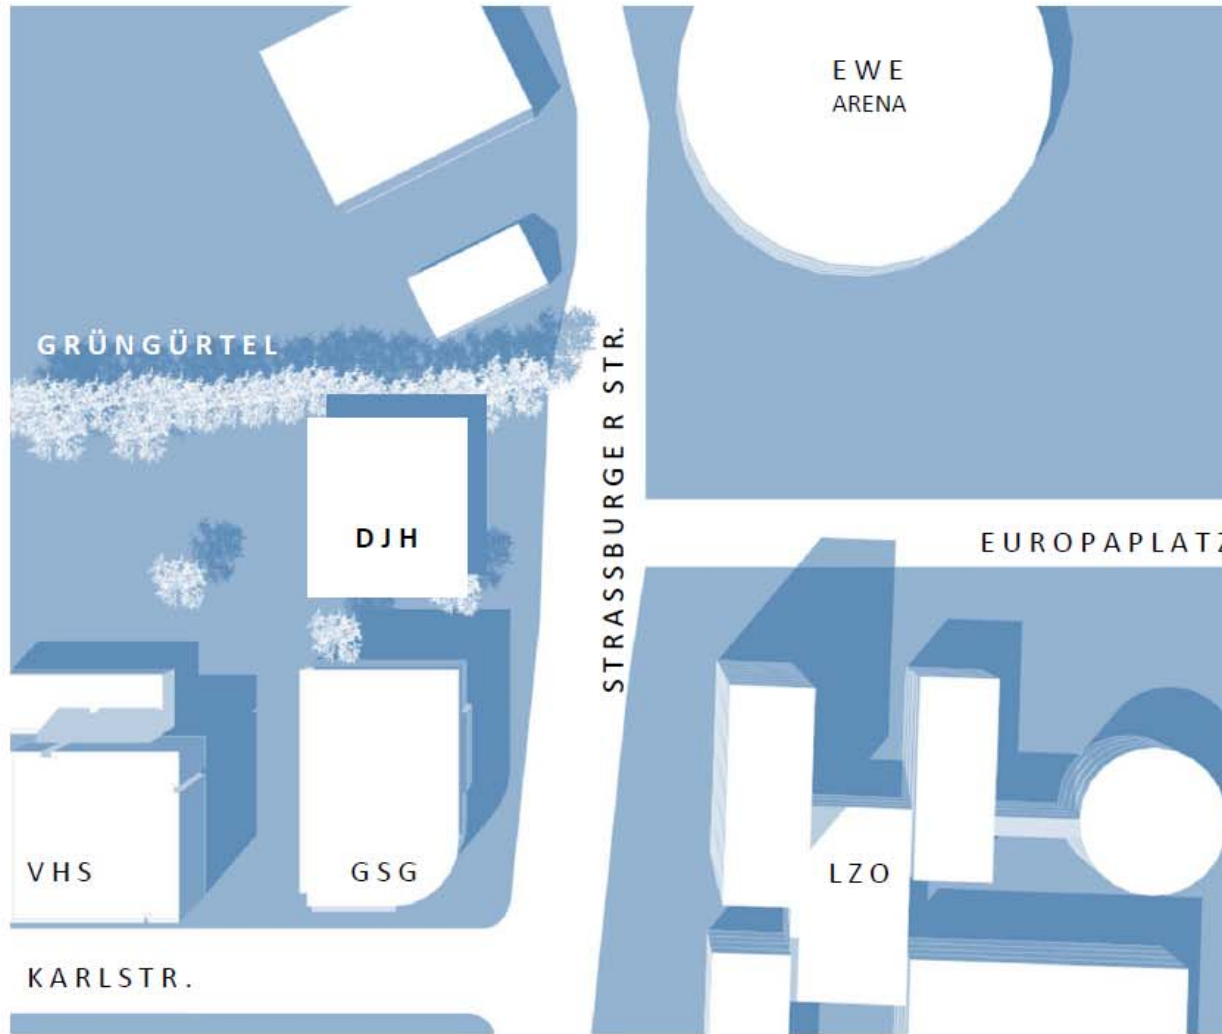 EWE
ARENA
GRÜNGÜRTEL
STRASSBURGER STR.
DJH
EUROPAPLATZ
VHS
GSG
LZO
KARLSTR.